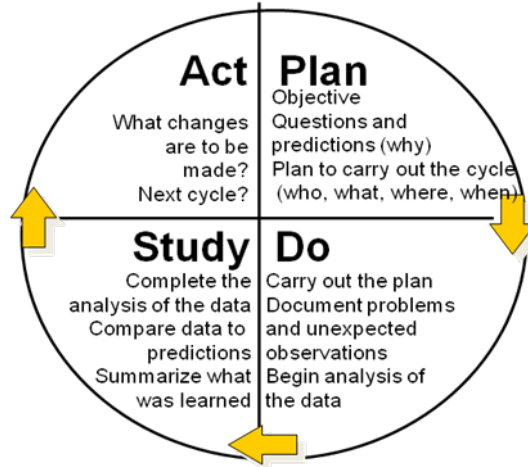 Act
What changes
are to be
made?
Next cycle?
Plan
Objective
Questions and
predictions (why)
Plan to carry out the cycle
(who, what, where, when)
Study
Complete the
analysis of the data
Compare data to
predictions
Summarize what
was learned
Do
Carry out the plan
Document problems
and unexpected
observations
Begin analysis of
the data